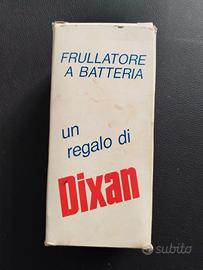 FRULLATORE
A BATTERIA
un
regalo di
Dixan
subito